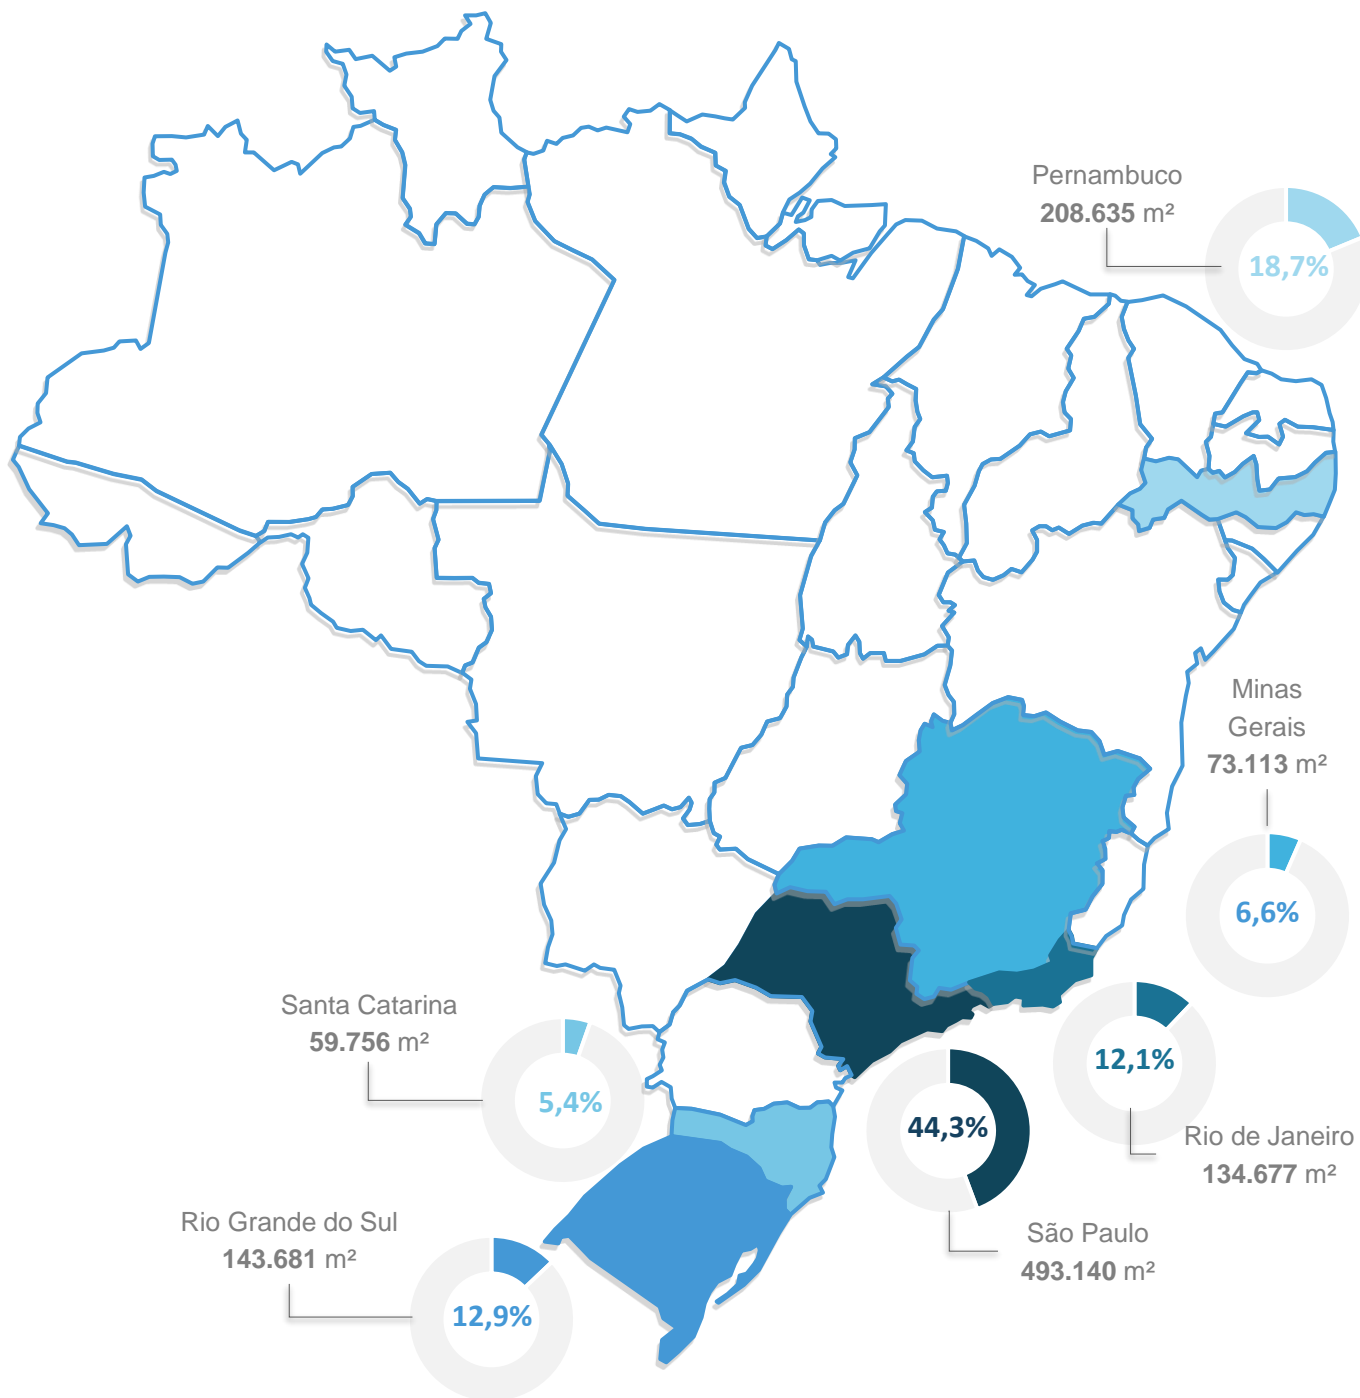 Pernambuco
208.635 m²
18,7%
Minas
Gerais
73.113 m²
6,6%
Santa Catarina
59.756 m²
5,4%
12,1%
Rio de Janeiro
134.677 m²
44,3%
São Paulo
493.140 m²
Rio Grande do Sul
143.681 m²
12,9%